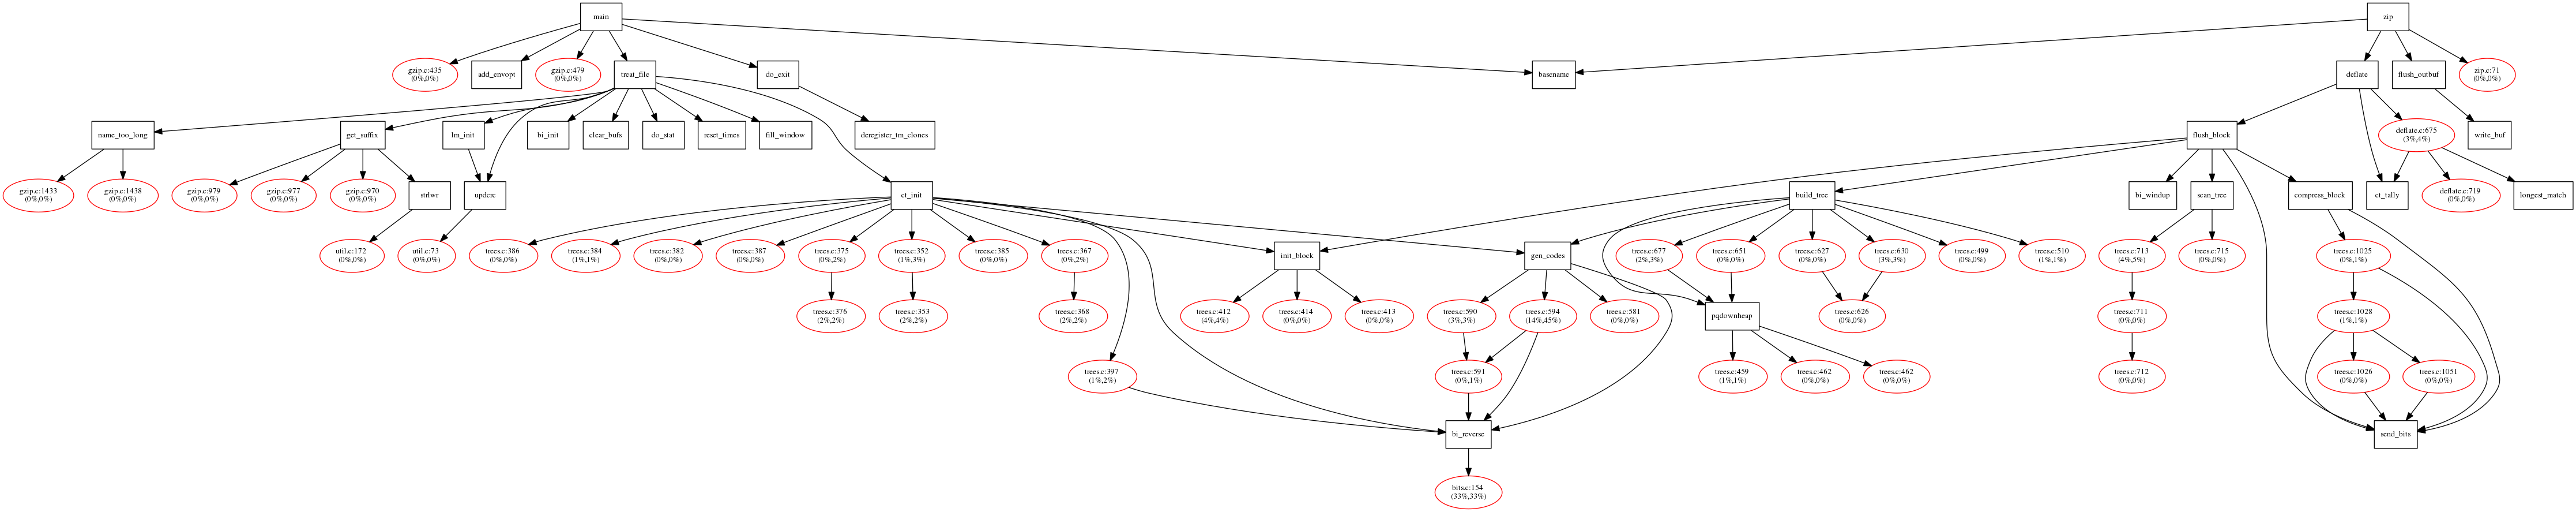 main
zip
gzip.c:435
(0%,0%)
add_envopt
gzip.c:479
(0%,0%)
treat_file
do_exit
basename
deflate
flush_outbuf
zip.c:71
(0%,0%)
name_too_long
get_suffix
lm_init
bi_init
clear_bufs
do_stat
reset_times
fill_window
deregister_tm_clones
flush_block
deflate.c:675
(3%,4%)
write_buf
gzip.c:1433
(0%,0%)
gzip.c:1438
(0%,0%)
gzip.c:979
(0%,0%)
gzip.c:977
(0%,0%)
gzip.c:970
(0%,0%)
strlwr
updcrc
ct_init
build_tree
bi_windup
scan_tree
compress_block
ct_tally
deflate.c:719
(0%,0%)
longest_match
util.c:172
(0%,0%)
util.c:73
(0%,0%)
trees.c:386
(0%,0%)
trees.c:384
(1%,1%)
trees.c:382
(0%,0%)
trees.c:387
(0%,0%)
trees.c:375
(0%,2%)
trees.c:352
(1%,3%)
trees.c:385
(0%,0%)
trees.c:367
(0%,2%)
init_block
gen_codes
trees.c:677
(2%,3%)
trees.c:651
(0%,0%)
trees.c:627
(0%,0%)
trees.c:630
(3%,3%)
trees.c:499
(0%,0%)
trees.c:510
(1%,1%)
trees.c:713
(4%,5%)
trees.c:715
(0%,0%)
trees.c:1025
(0%,1%)
trees.c:376
(2%,2%)
trees.c:353
(2%,2%)
trees.c:368
(2%,2%)
trees.c:412
(4%,4%)
trees.c:414
(0%,0%)
trees.c:413
(0%,0%)
trees.c:590
(3%,3%)
trees.c:594
(14%,45%)
trees.c:581
(0%,0%)
pqdownheap
trees.c:626
(0%,0%)
trees.c:711
(0%,0%)
trees.c:1028
(1%,1%)
trees.c:397
(1%,2%)
trees.c:591
(0%,1%)
trees.c:459
(1%,1%)
trees.c:462
(0%,0%)
trees.c:462
(0%,0%)
trees.c:712
(0%,0%)
trees.c:1026
(0%,0%)
trees.c:1051
(0%,0%)
bi_reverse
send_bits
bits.c:154
(33%,33%)